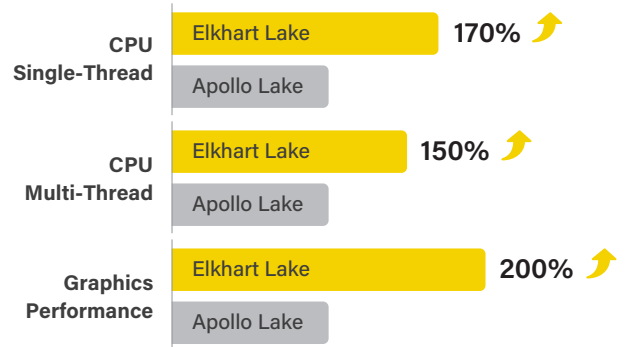 CPU
Single-Thread
Elkhart Lake
170%
Apollo Lake
CPU
Multi-Thread
Elkhart Lake
150%
Apollo Lake
Graphics
Performance
Elkhart Lake
200%
Apollo Lake